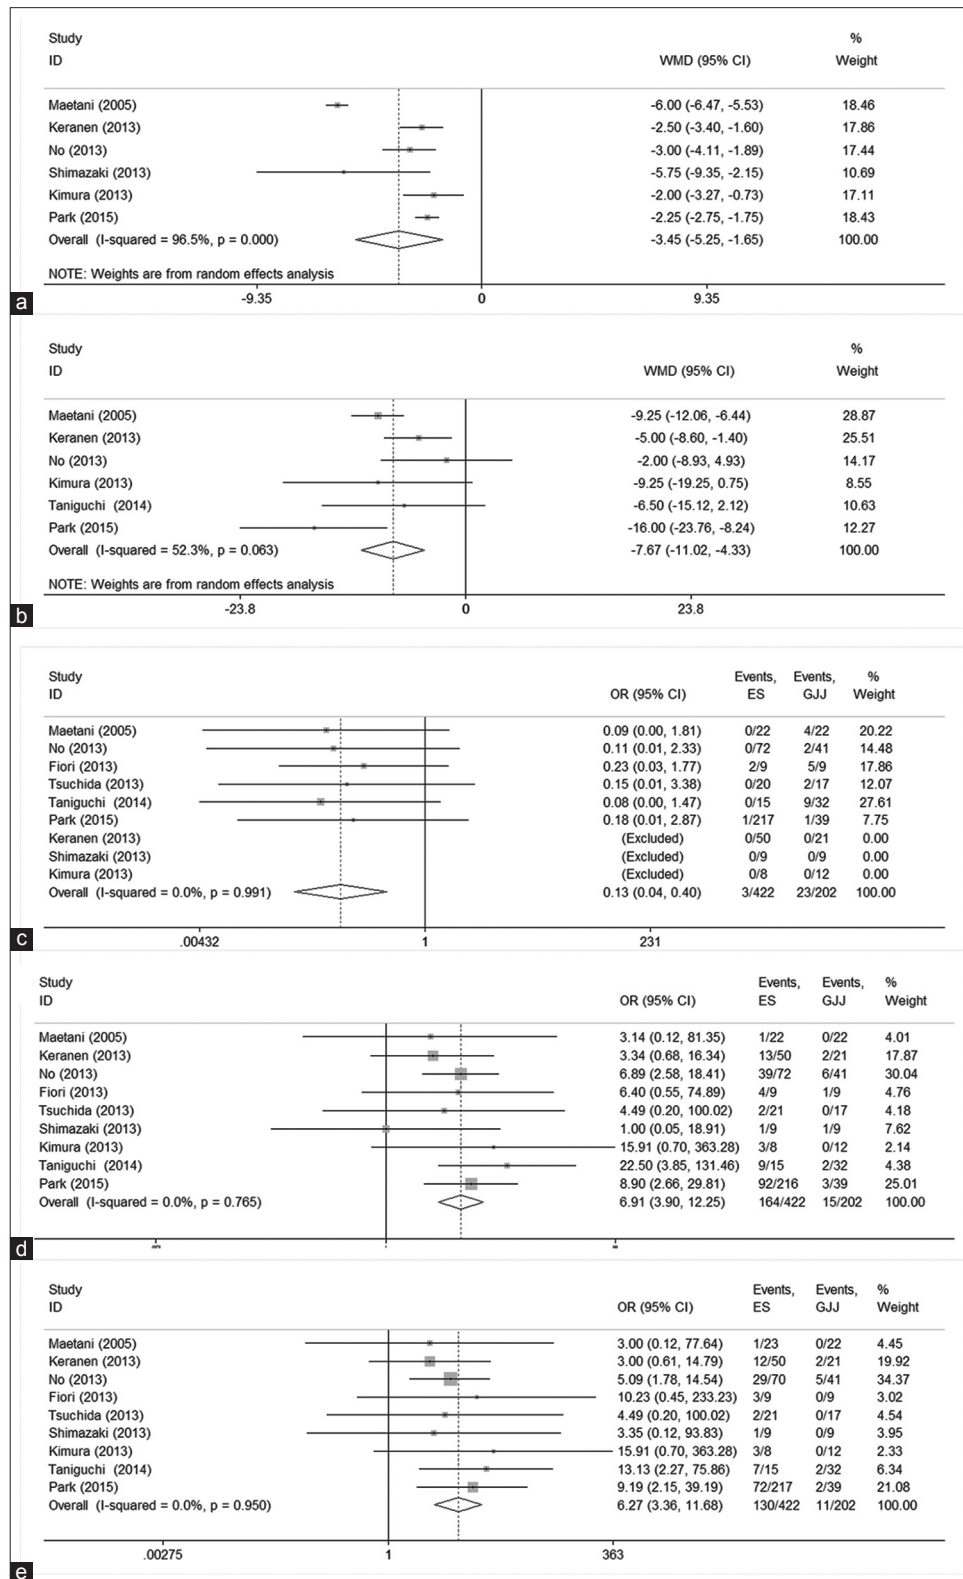 Study %
ID WMD (95% CI) Weight
Maetani (2005) -6.00 (-6.47, -5.53) 18.46
Keranen (2013) -2.50 (-3.40, -1.60) 17.86
No (2013) -3.00 (-4.11, -1.89) 17.44
Shimazaki (2013) -5.75 (-9.35, -2.15) 10.69
Kimura (2013) -2.00 (-3.27, -0.73) 17.11
Park (2015) -2.25 (-2.75, -1.75) 18.43
Overall (I-squared = 96.5%, p = 0.000) -3.45 (-5.25, -1.65) 100.00
NOTE: Weights are from random effects analysis
a -9.35 0 9.35
Study %
ID WMD (95% CI) Weight
Maetani (2005) -9.25 (-12.06, -6.44) 28.87
Keranen (2013) -5.00 (-8.60, -1.40) 25.51
No (2013) -2.00 (-8.93, 4.93) 14.17
Kimura (2013) -9.25 (-19.25, 0.75) 8.55
Taniguchi (2014) -6.50 (-15.12, 2.12) 10.63
Park (2015) -16.00 (-23.76, -8.24) 12.27
Overall (I-squared = 52.3%, p = 0.063) -7.67 (-11.02, -4.33) 100.00
NOTE: Weights are from random effects analysis
b -23.8 0 23.8
Study Events, Events, %
ID OR (95% CI) ES GJJ Weight
Maetani (2005) 0.09 (0.00, 1.81) 0/22 4/22 20.22
No (2013) 0.11 (0.01, 2.33) 0/72 2/41 14.48
Fiori (2013) 0.23 (0.03, 1.77) 2/9 5/9 17.86
Tsuchida (2013) 0.15 (0.01, 3.38) 0/20 2/17 12.07
Taniguchi (2014) 0.08 (0.00, 1.47) 0/15 9/32 27.61
Park (2015) 0.18 (0.01, 2.87) 1/217 1/39 7.75
Keranen (2013) (Excluded) 0/50 0/21 0.00
Shimazaki (2013) (Excluded) 0/9 0/9 0.00
Kimura (2013) (Excluded) 0/8 0/12 0.00
Overall (I-squared = 0.0%, p = 0.991) 0.13 (0.04, 0.40) 3/422 23/202 100.00
c .00432 1 231
Study Events, Events, %
ID OR (95% CI) ES GJJ Weight
Maetani (2005) 3.14 (0.12, 81.35) 1/22 0/22 4.01
Keranen (2013) 3.34 (0.68, 16.34) 13/50 2/21 17.87
No (2013) 6.89 (2.58, 18.41) 39/72 6/41 30.04
Fiori (2013) 6.40 (0.55, 74.89) 4/9 1/9 4.76
Tsuchida (2013) 4.49 (0.20, 100.02) 2/21 0/17 4.18
Shimazaki (2013) 1.00 (0.05, 18.91) 1/9 1/9 7.62
Kimura (2013) 15.91 (0.70, 363.28) 3/8 0/12 2.14
Taniguchi (2014) 22.50 (3.85, 131.46) 9/15 2/32 4.38
Park (2015) 8.90 (2.66, 29.81) 92/216 3/39 25.01
Overall (I-squared = 0.0%, p = 0.765) 6.91 (3.90, 12.25) 164/422 15/202 100.00
d
Study Events, Events, %
ID OR (95% CI) ES GJJ Weight
Maetani (2005) 3.00 (0.12, 77.64) 1/23 0/22 4.45
Keranen (2013) 3.00 (0.61, 14.79) 12/50 2/21 19.92
No (2013) 5.09 (1.78, 14.54) 29/70 5/41 34.37
Fiori (2013) 10.23 (0.45, 233.23) 3/9 0/9 3.02
Tsuchida (2013) 4.49 (0.20, 100.02) 2/21 0/17 4.54
Shimazaki (2013) 3.35 (0.12, 93.83) 1/9 0/9 3.95
Kimura (2013) 15.91 (0.70, 363.28) 3/8 0/12 2.33
Taniguchi (2014) 13.13 (2.27, 75.86) 7/15 2/32 6.34
Park (2015) 9.19 (2.15, 39.19) 72/217 2/39 21.08
Overall (I-squared = 0.0%, p = 0.950) 6.27 (3.36, 11.68) 130/422 11/202 100.00
.00275 1 363
e